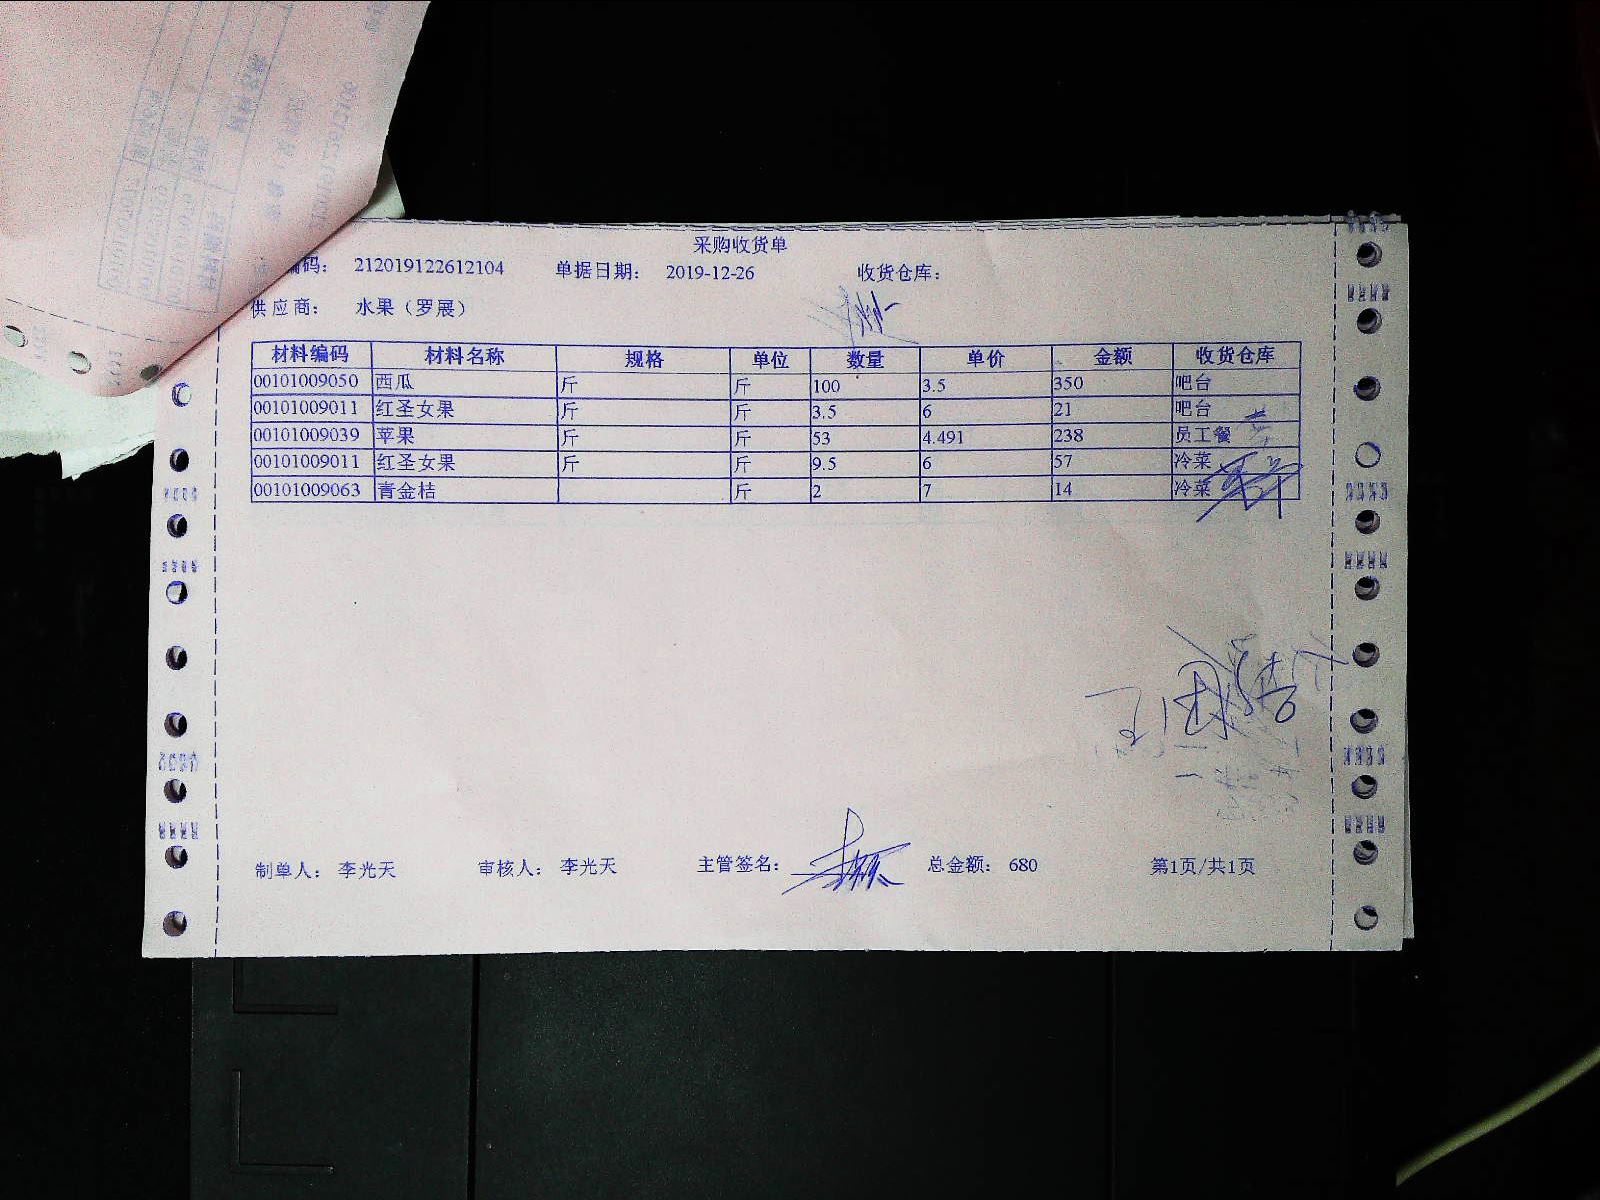 采购收货单
编码： 212019122612104 单据日期： 2019-12-26 收货仓库：
供应商： 水果（罗展）
材料编码 材料名称 规格 单位 数量 单价 金额 收货仓库
00101009050 西瓜 斤 斤 100 3.5 350 吧台
00101009011 红圣女果 斤 斤 3.5 6 21 吧台
00101009039 苹果 斤 斤 53 4.491 238 员工餐
00101009011 红圣女果 斤 斤 9.5 6 57 冷菜
00101009063 青金桔 斤 2 7 14 冷菜
制单人： 李光天 审核人： 李光天 主管签名： 总金额： 680 第1页/共1页